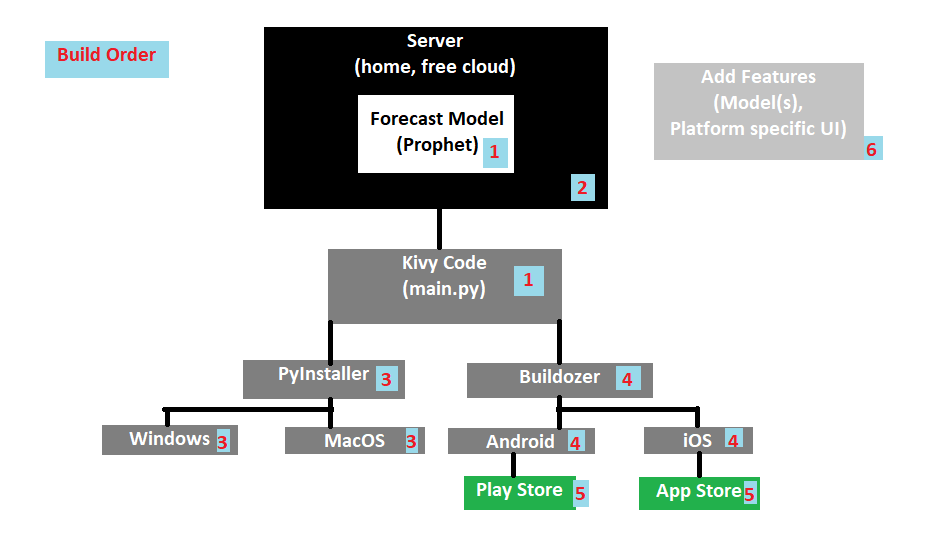 Build Order
Server
(home, free cloud)
Forecast Model
(Prophet)
1
2
Add Features
(Model(s),
Platform specific UI)
6
Kivy Code
(main.py)
1
PyInstaller
3
Buildozer
4
Windows
3
MacOS
3
Android
4
iOS
4
Play Store
5
App Store
5